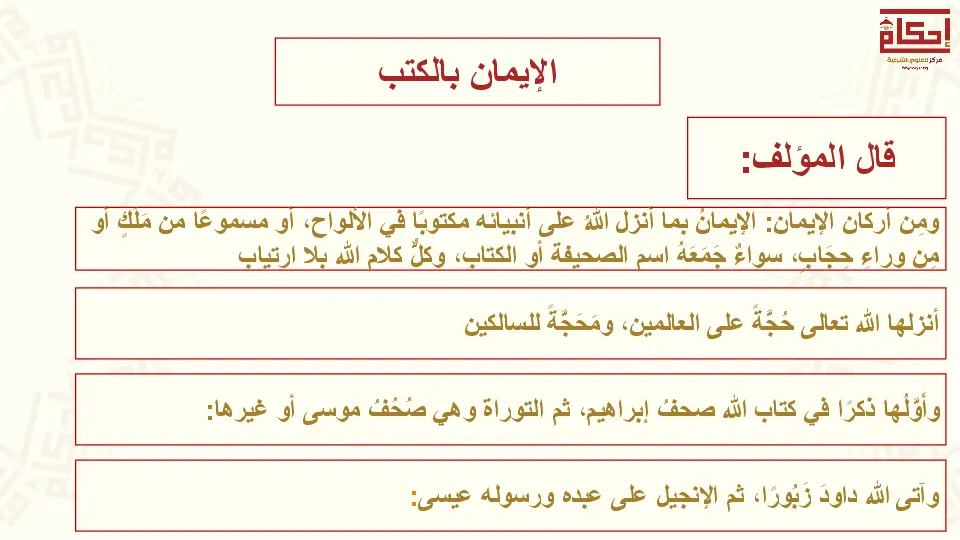 إحكام
مركز للعلوم الشرعية
الإيمان بالكتب
قال المؤلف:
ومِن أركان الإيمان: الإيمانُ بما أنزل اللهُ على أنبيائه مكتوبًا في الألواح، أو مسموعًا من مَلَكٍ أو
مِن وراءِ حِجَابٍ، سواءٌ جَمَعَهُ اسم الصحيفة أو الكتاب، وكلٌّ كلام الله بلا ارتياب
أنزلها الله تعالى حُجَّةً على العالمين، ومَحَجَّةً للسالكين
وأوَّلُها ذكرًا في كتاب الله صحفُ إبراهيم، ثم التوراة وهي صُحُفُ موسى أو غيرها:
وآتى الله داودَ زَبُورًا، ثم الإنجيل على عبده ورسوله عيسى: